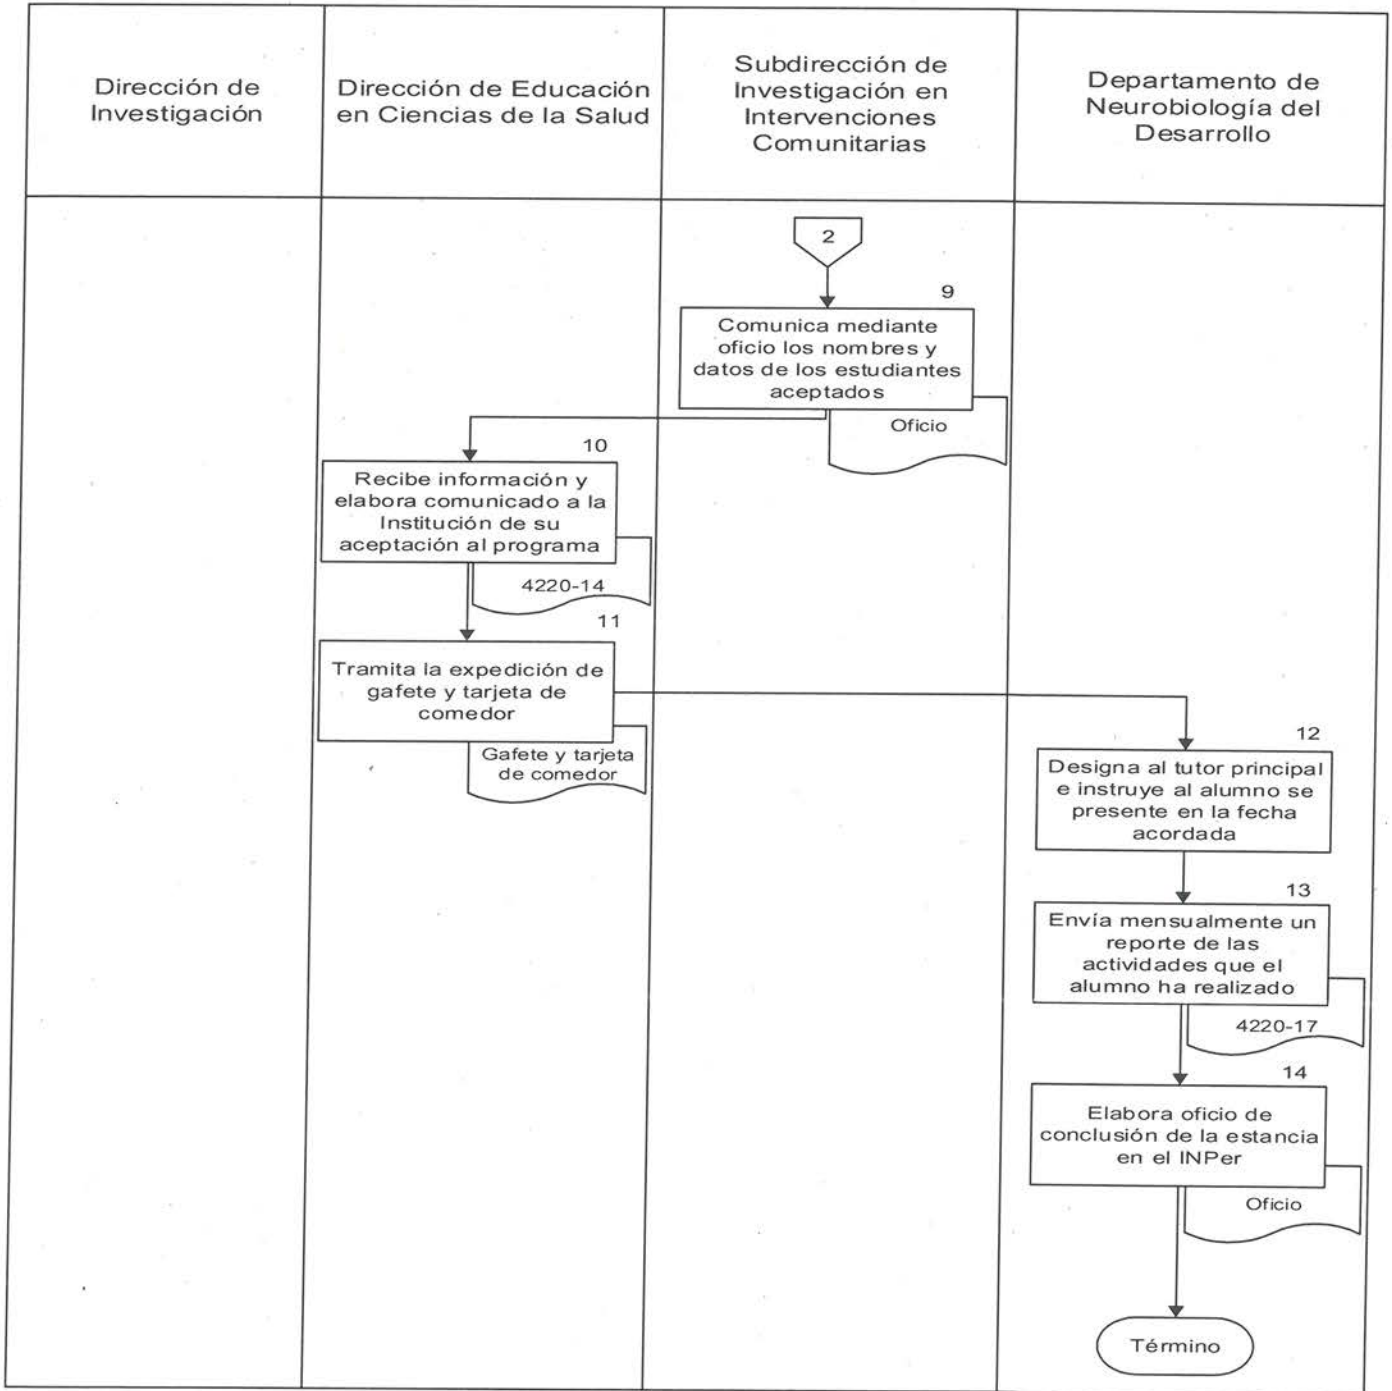 Dirección de
Investigación
Dirección de Educación
en Ciencias de la Salud
Subdirección de
Investigación en
Intervenciones
Comunitarias
Departamento de
Neurobiología del
Desarrollo
2
9
Comunica mediante
oficio los nombres y
datos de los estudiantes
aceptados
Oficio
10
Recibe información y
elabora comunicado a la
Institución de su
aceptación al programa
4220-14
11
Tramita la expedición de
gafete y tarjeta de
comedor
Gafete y tarjeta
de comedor
12
Designa al tutor principal
e instruye al alumno se
presente en la fecha
acordada
13
Envía mensualmente un
reporte de las
actividades que el
alumno ha realizado
4220-17
14
Elabora oficio de
conclusión de la estancia
en el INPer
Oficio
Término